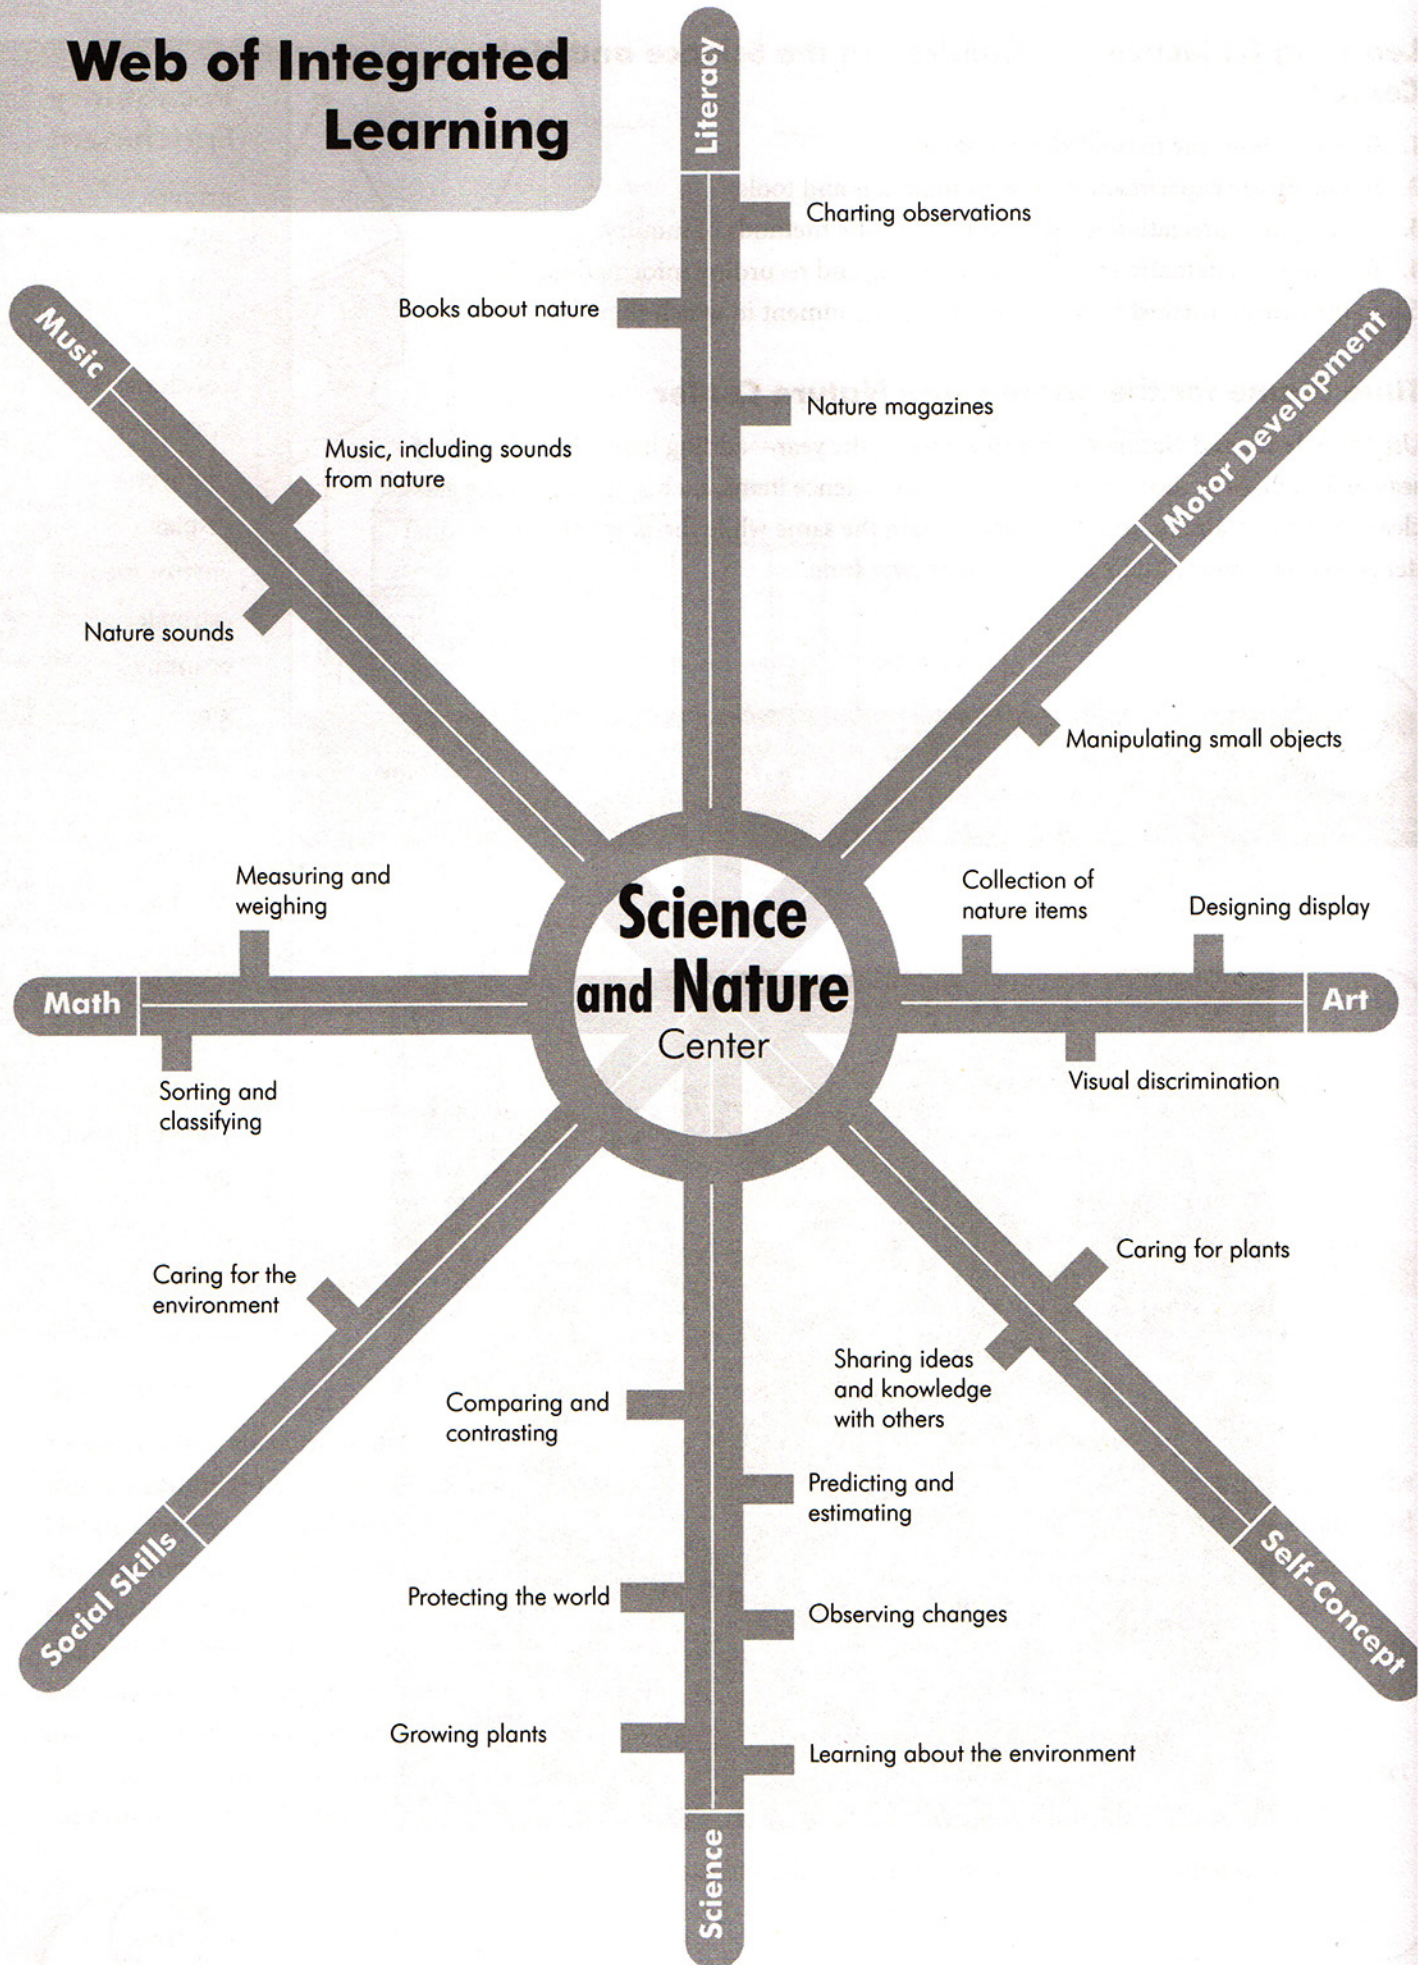 Web of Integrated
Learning
Literacy
Charting observations
Books about nature
Nature magazines
Music
Music, including sounds
from nature
Nature sounds
Motor Development
Manipulating small objects
Measuring and
weighing
Math
Sorting and
classifying
Science
and Nature
Center
Collection of
nature items
Designing display
Art
Visual discrimination
Caring for the
environment
Social Skills
Caring for plants
Sharing ideas
and knowledge
with others
Self-Concept
Comparing and
contrasting
Predicting and
estimating
Protecting the world
Observing changes
Growing plants
Learning about the environment
Science